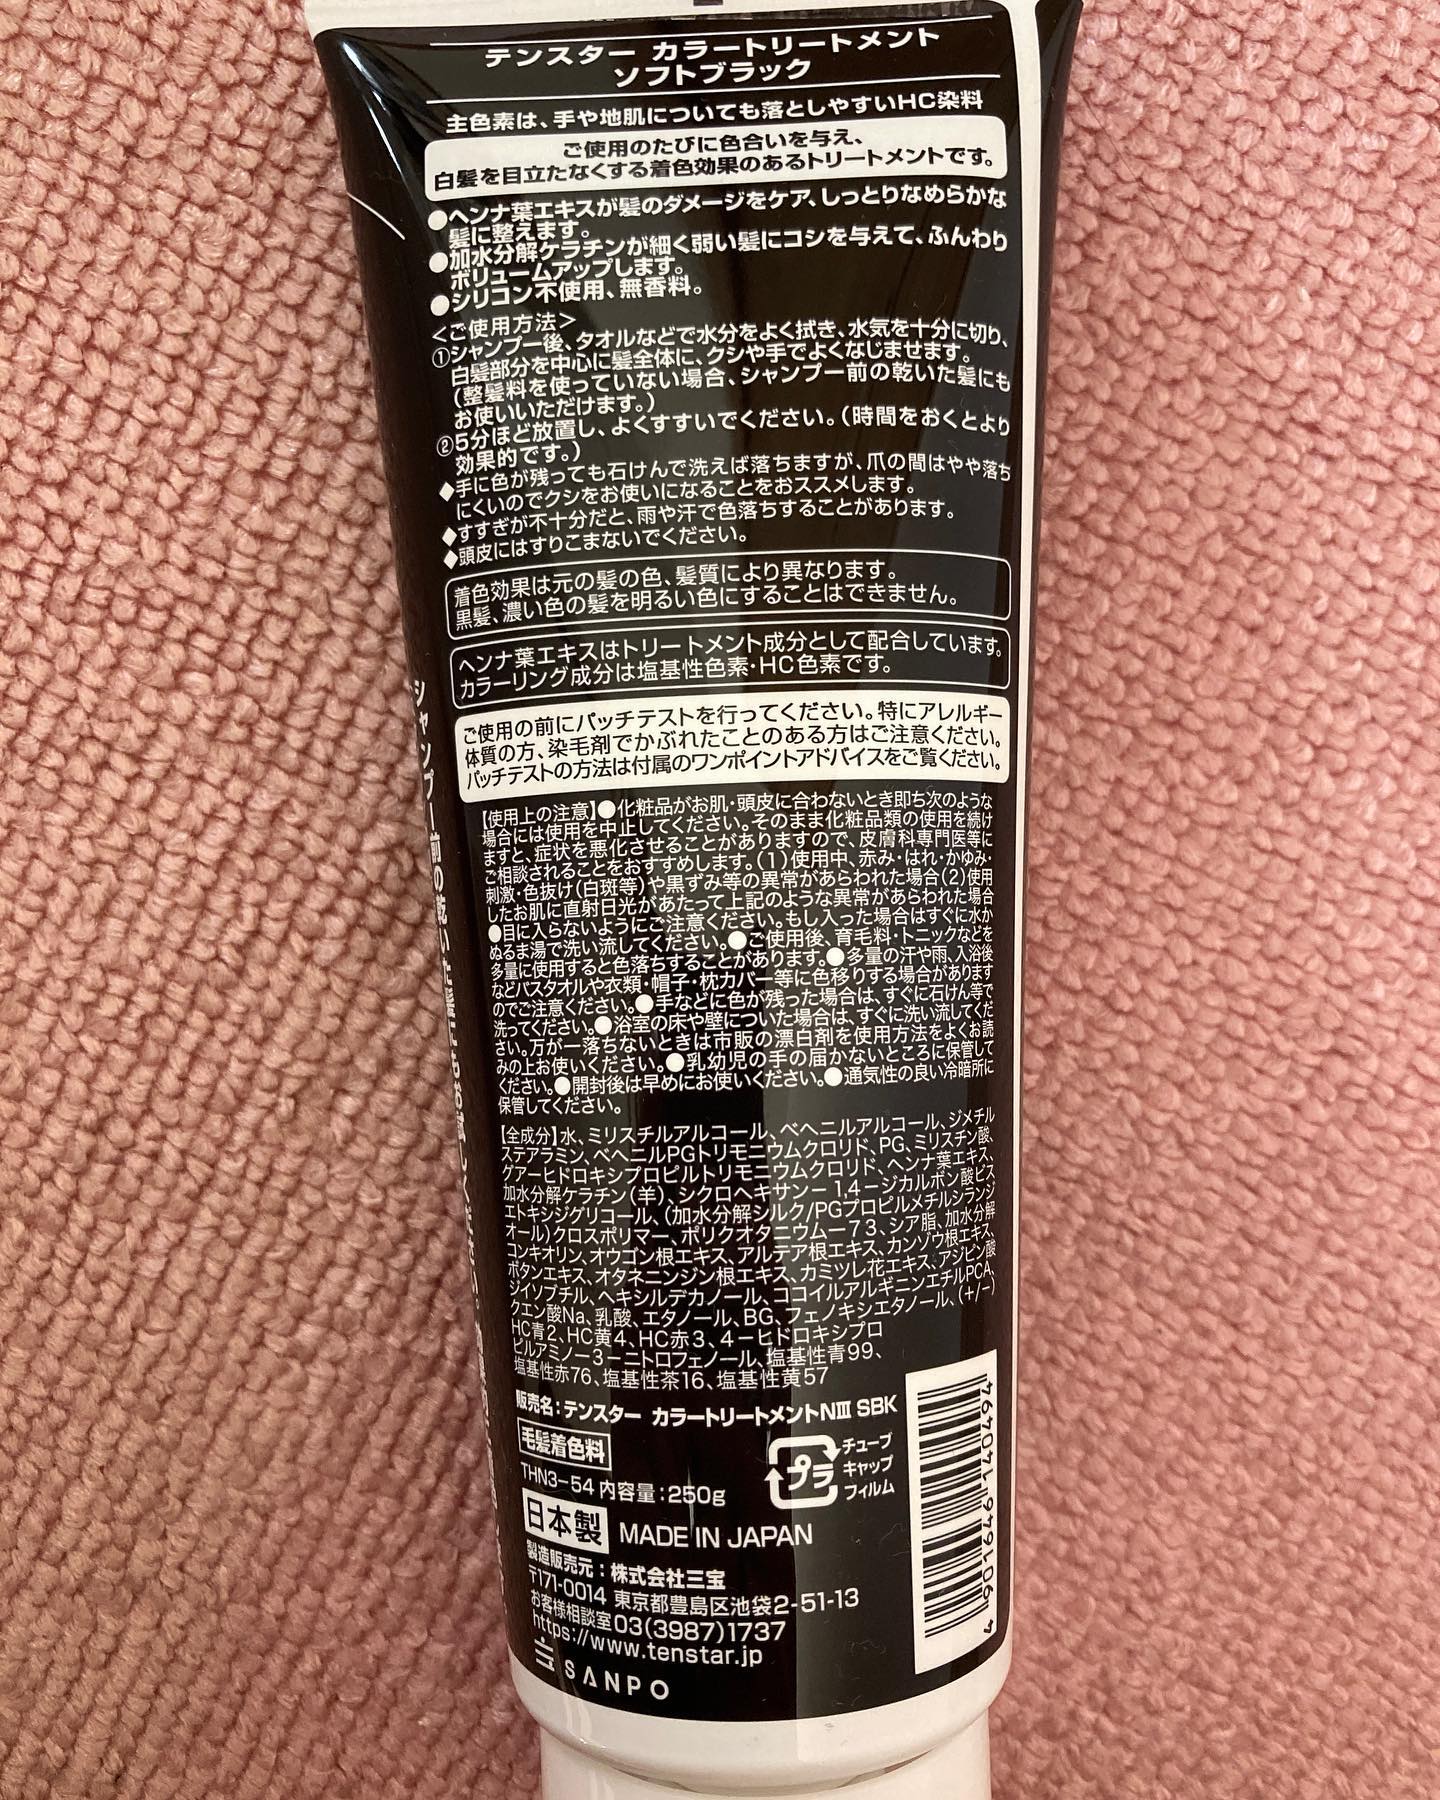 テンスター カラートリートメント
ソフトブラック
主色素は、手や地肌についても落としやすいHC染料
ご使用のたびに色合いを与え、
白髪を目立たなくする着色効果のあるトリートメントです。
●ヘンナ葉エキスが髪のダメージをケア、しっとりなめらかな
髪に整えます。
●加水分解ケラチンが細く弱い髪にコシを与えて、ふんわり
ボリュームアップします。
●シリコン不使用、無香料。
＜ご使用方法＞
①シャンプー後、タオルなどで水分をよく拭き、水気を十分に切り、
白髪部分を中心に髪全体に、クシや手でよくなじませます。
（整髪料を使っていない場合、シャンプー前の乾いた髪にも
お使いいただけます。）
②5分ほど放置し、よくすすいでください。（時間をおくとより
効果的です。）
◆手に色が残っても石けんで洗えば落ちますが、爪の間はやや落ち
にくいのでクシをお使いになることをおススメします。
◆すすぎが不十分だと、雨や汗で色落ちすることがあります。
◆頭皮にはすりこまないでください。
着色効果は元の髪の色、髪質により異なります。
黒髪、濃い色の髪を明るい色にすることはできません。
ヘンナ葉エキスはトリートメント成分として配合しています。
カラーリング成分は塩基性色素・HC色素です。
ご使用の前にパッチテストを行ってください。特にアレルギー
体質の方、染毛剤でかぶれたことのある方はご注意ください。
パッチテストの方法は付属のワンポイントアドバイスをご覧ください。
【使用上の注意】●化粧品がお肌・頭皮に合わないとき即ち次のような
場合には使用を中止してください。そのまま化粧品類の使用を続け
ますと、症状を悪化させることがありますので、皮膚科専門医等に
ご相談されることをおすすめします。（1）使用中、赤み・はれ・かゆみ・
刺激・色抜け（白斑等）や黒ずみ等の異常があらわれた場合（2）使用
したお肌に直射日光があたって上記のような異常があらわれた場合
●目に入らないようにご注意ください。もし入った場合はすぐに水か
ぬるま湯で洗い流してください。●ご使用後、育毛料・トニックなどを
多量に使用すると色落ちすることがあります。●多量の汗や雨、入浴後
などバスタオルや衣類・帽子・枕カバー等に色移りする場合があります
のでご注意ください。●手などに色が残った場合は、すぐに石けん等で
洗ってください。●浴室の床や壁についた場合は、すぐに洗い流してくだ
さい。万が一落ちないときは市販の漂白剤を使用方法をよくお読
みの上お使いください。●乳幼児の手の届かないところに保管して
ください。●開封後は早めにお使いください。●通気性の良い冷暗所に
保管してください。
【全成分】水、ミリスチルアルコール、ベヘニルアルコール、ジメチル
ステアラミン、ベヘニルPGトリモニウムクロリド、PG、ミリスチン酸、
グアーヒドロキシプロピルトリモニウムクロリド、ヘンナ葉エキス、
加水分解ケラチン（羊）、シクロヘキサン－1,4－ジカルボン酸ビス
エトキシジグリコール、（加水分解シルク/PGプロピルメチルシランジ
オール）クロスポリマー、ポリクオタニウム－73、シア脂、加水分解
コンキオリン、オウゴン根エキス、アルテア根エキス、カンゾウ根エキス、
ボタンエキス、オタネニンジン根エキス、カミツレ花エキス、アジピン酸
ジイソブチル、ヘキシルデカノール、ココイルアルギニンエチルPCA、
クエン酸Na、乳酸、エタノール、BG、フェノキシエタノール、（+/−）
HC青2、HC黄4、HC赤3、4－ヒドロキシプロ
ピルアミノ－3－ニトロフェノール、塩基性青99、
塩基性赤76、塩基性茶16、塩基性黄57
販売名：テンスター カラートリートメントNⅢ SBK
毛髪着色料
THN3−54 内容量：250g
プラ
チューブ
キャップ
フィルム
日本製 MADE IN JAPAN
製造販売元：株式会社三宝
〒171-0014 東京都豊島区池袋2-51-13
お客様相談室03(3987)1737
https://www.tenstar.jp
SANPO
4 901649 140494
シャンプー前の乾いた髪に